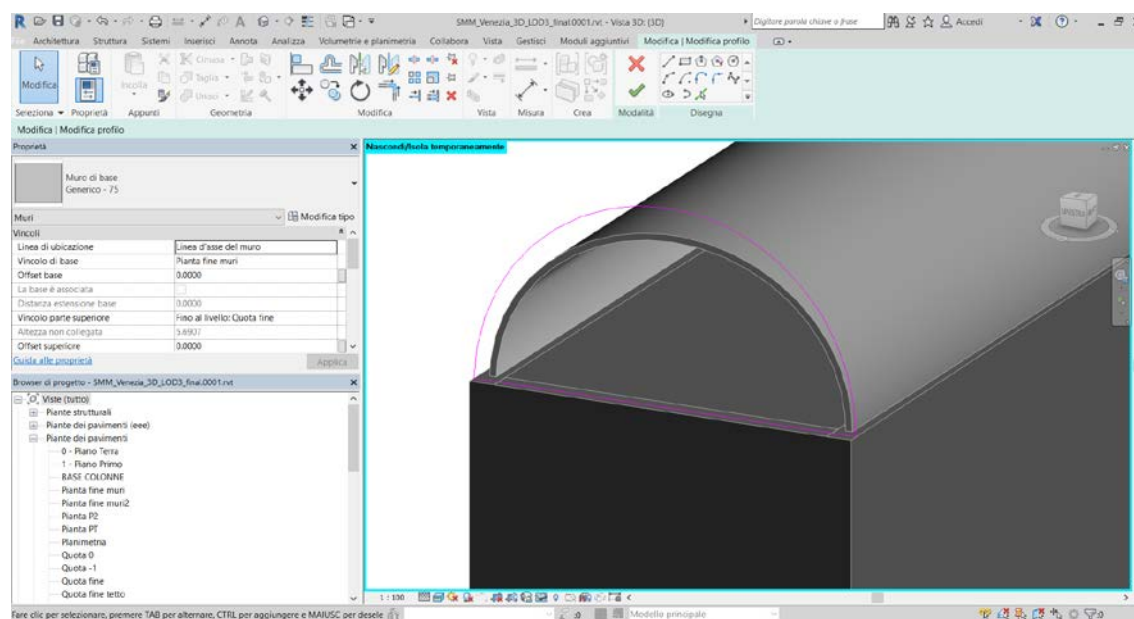 SMM_Venezia_3D_LOD3_final.0001.rvt - Vista 3D: {3D}
Digitare parola chiave o frase
Accedi
Architettura Struttura Sistemi Inserisci Annota Analizza Volumetrie e planimetria Collabora Vista Gestisci Moduli aggiuntivi Modifica | Modifica profilo
Modifica
Incolla
Taglia
Unisci
Seleziona Proprietà Appunti Geometria Modifica Vista Misura Crea Modalità Disegna
Modifica | Modifica profilo
Proprietà
Nascondi/Isola temporaneamente
Muro di base
Generico - 75
Muri
Modifica tipo
Vincoli
Linea di ubicazione Linea d'asse del muro
Vincolo di base Pianta fine muri
Offset base 0.0000
La base è associata
Distanza estensione base 0.0000
Vincolo parte superiore Fino al livello: Quota fine
Altezza non collegata 5.6907
Offset superiore 0.0000
Guida alle proprietà
Applica
Browser di progetto - SMM_Venezia_3D_LOD3_final.0001.rvt
Viste (tutto)
Piante strutturali
Piante dei pavimenti (eee)
Piante dei pavimenti
0 - Piano Terra
1 - Piano Primo
BASE COLONNE
Pianta fine muri
Pianta fine muri2
Pianta P2
Pianta PT
Planimetria
Quota 0
Quota -1
Quota fine
Quota fine tetto
1 : 100
Fare clic per selezionare, premere TAB per alternare, CTRL per aggiungere e MAIUSC per desele
:0
Modello principale
:0